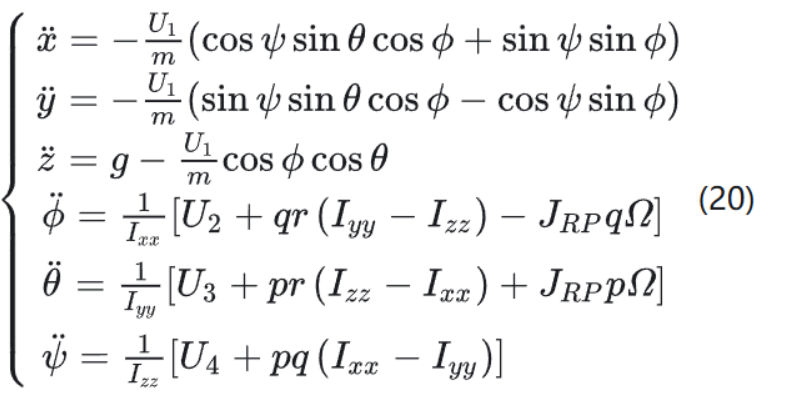 ẍ = −U₁/m (cos ψ sin θ cos ϕ + sin ψ sin ϕ)
ÿ = −U₁/m (sin ψ sin θ cos ϕ − cos ψ sin ϕ)
z̈ = g − U₁/m cos ϕ cos θ
ϕ̈ = 1/Iₓₓ [U₂ + qr (I_yy − I_zz) − J_RP qΩ] (20)
θ̈ = 1/I_yy [U₃ + pr (I_zz − I_xx) + J_RP pΩ]
ψ̈ = 1/I_zz [U₄ + pq (I_xx − I_yy)]